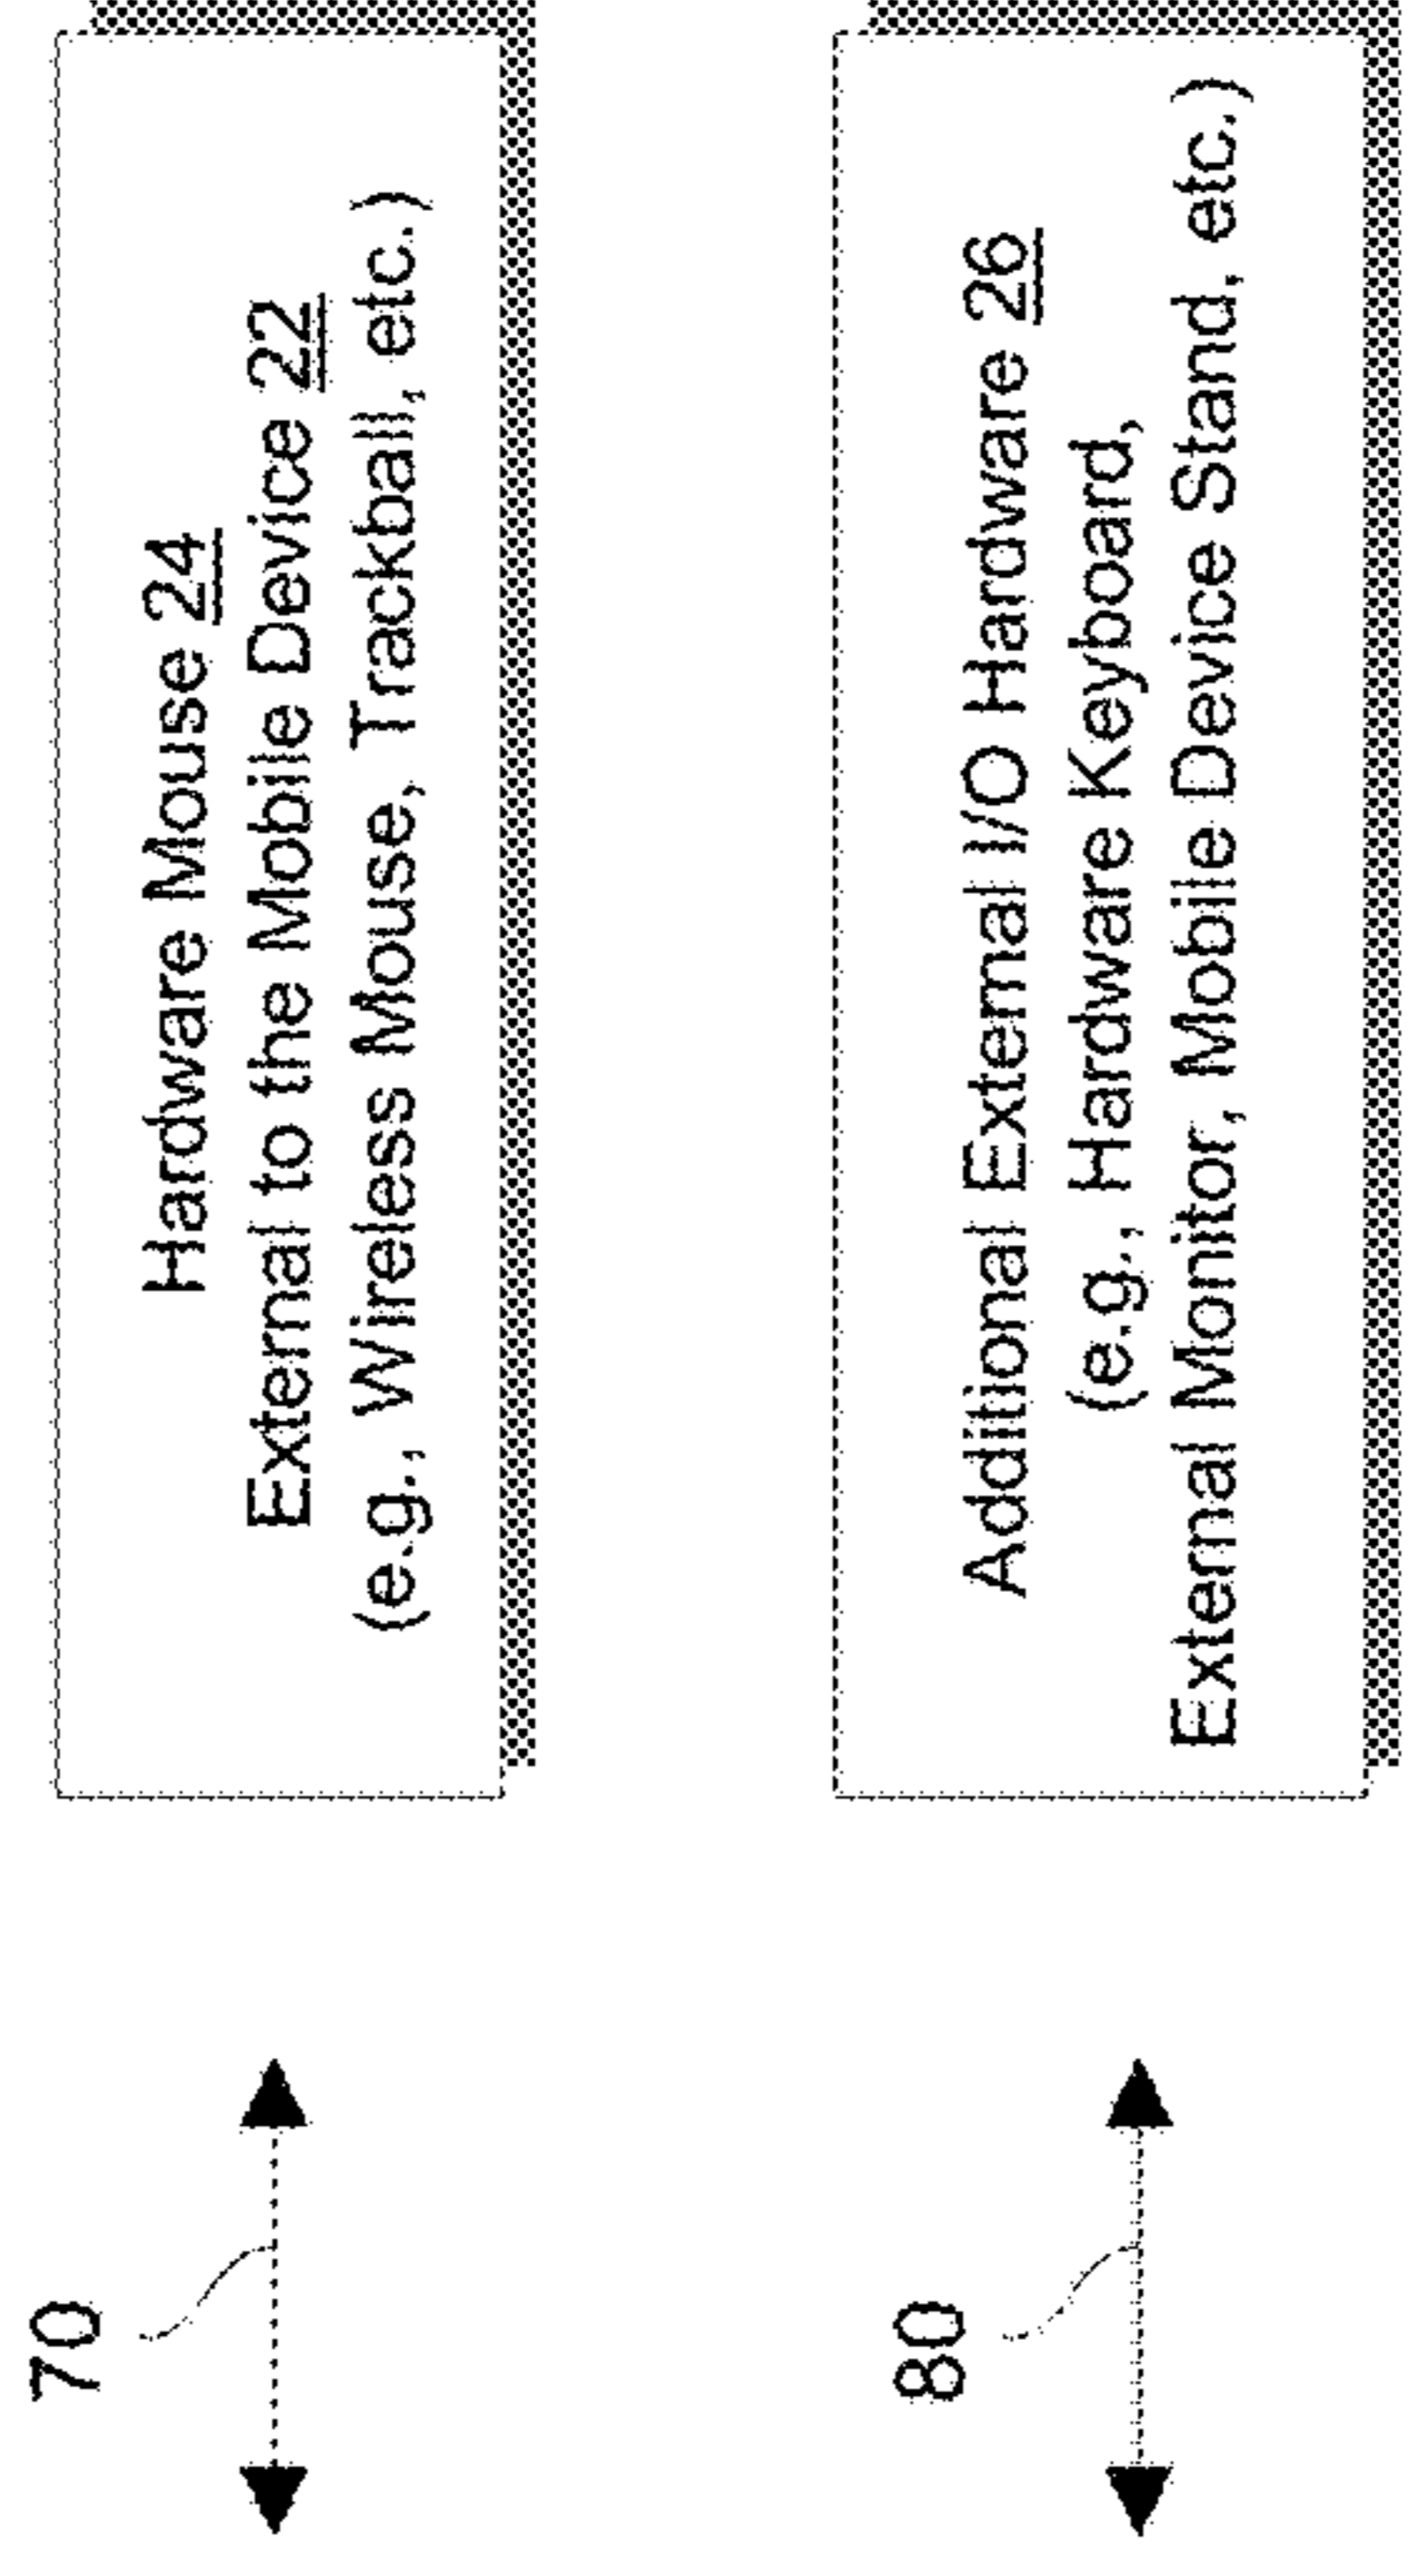 70
Hardware Mouse 24
External to the Mobile Device 22
(e.g., Wireless Mouse, Trackball, etc.)
80
Additional External I/O Hardware 26
(e.g., Hardware Keyboard,
External Monitor, Mobile Device Stand, etc.)